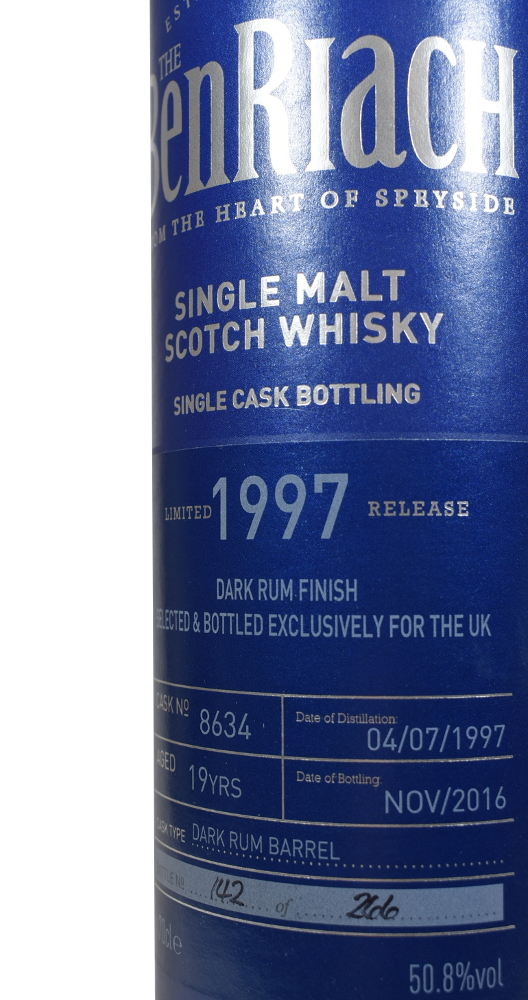 EST
THE
BENRIACH
FROM THE HEART OF SPEYSIDE
SINGLE MALT
SCOTCH WHISKY
SINGLE CASK BOTTLING
LIMITED 1997 RELEASE
DARK RUM FINISH
SELECTED & BOTTLED EXCLUSIVELY FOR THE UK
CASK Nº 8634 Date of Distillation: 04/07/1997
AGED 19YRS Date of Bottling: NOV/2016
CASK TYPE DARK RUM BARREL
BOTTLE Nº 142 of 266
70cl e
50.8%vol